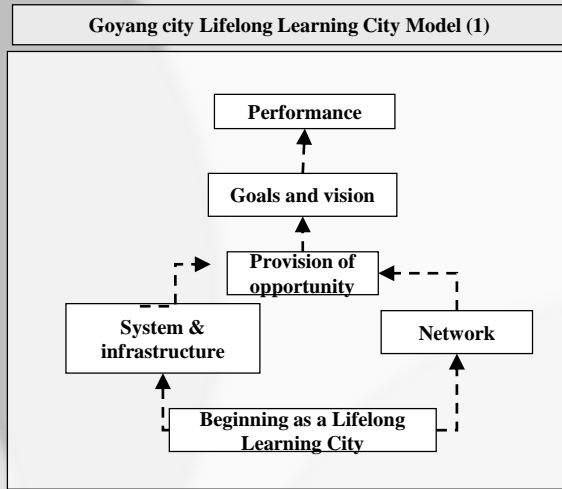 Goyang city Lifelong Learning City Model (1)
Performance
Goals and vision
Provision of
opportunity
System &
infrastructure
Network
Beginning as a Lifelong
Learning City